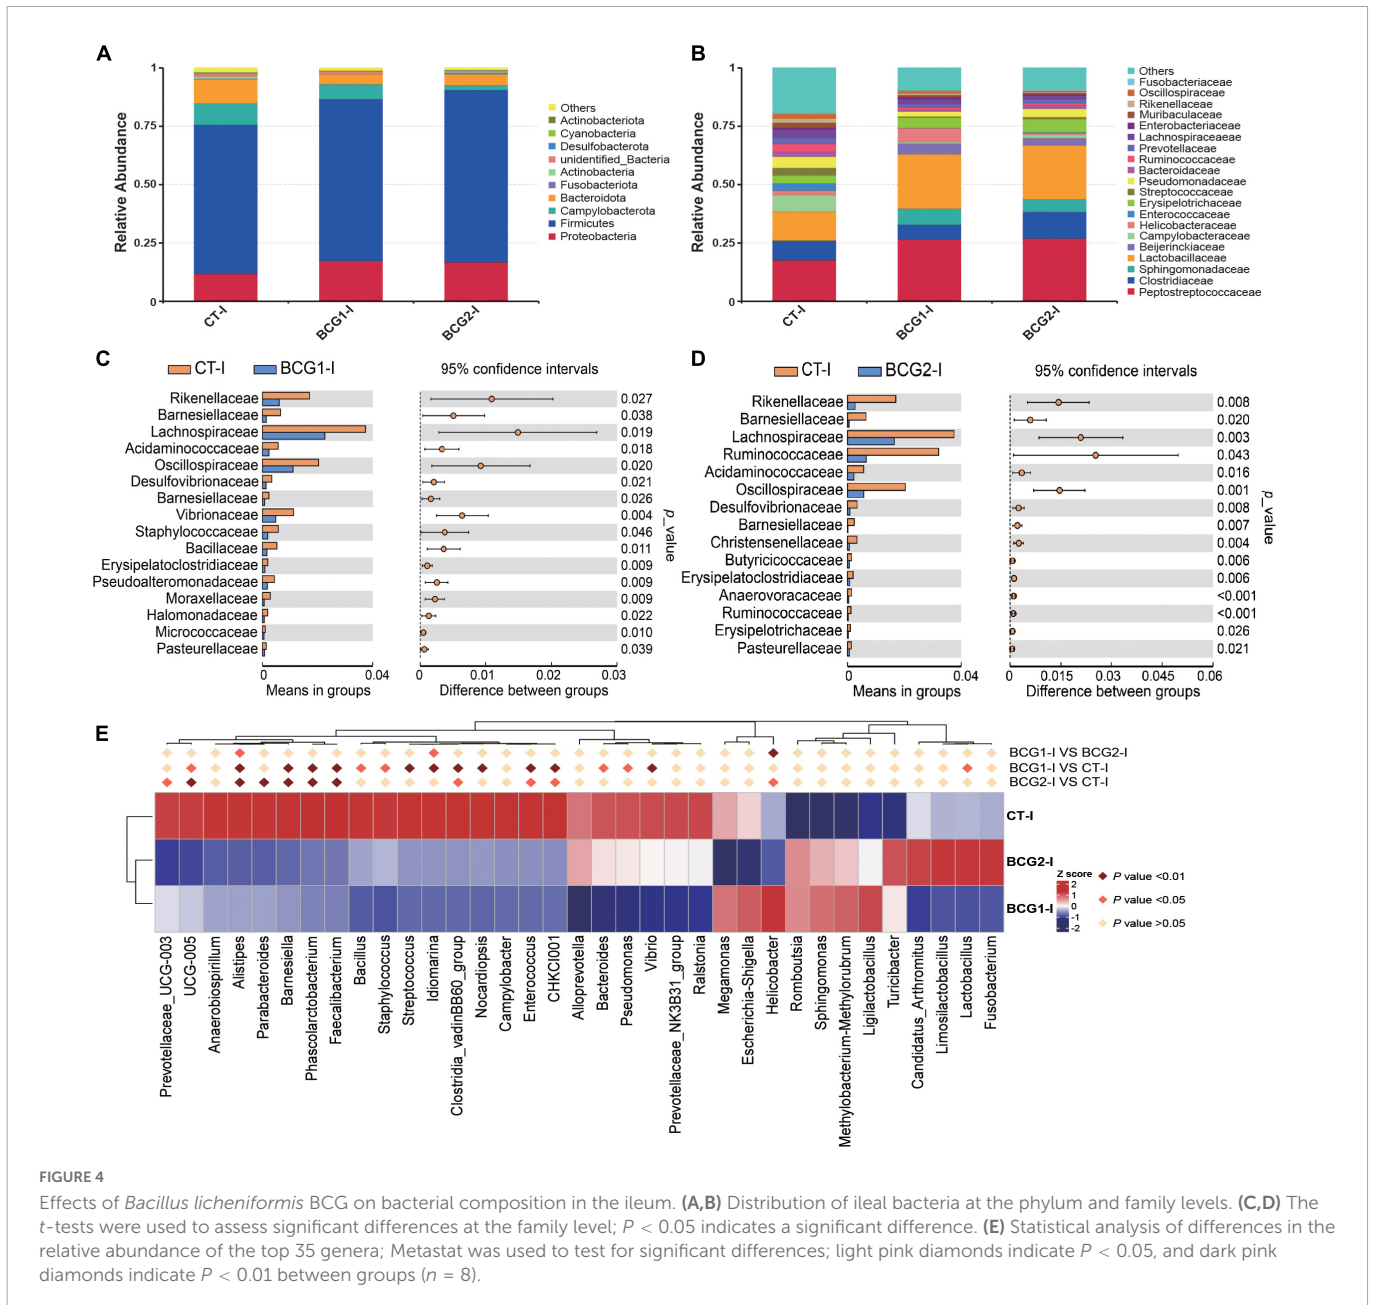 A
Relative Abundance
1
0.75
0.50
0.25
0
CT-I
BCG1-I
BCG2-I
Others
Actinobacteriota
Cyanobacteria
Desulfobacterota
unidentified_Bacteria
Actinobacteria
Fusobacteriota
Bacteroidota
Campylobacterota
Firmicutes
Proteobacteria
B
Relative Abundance
1
0.75
0.50
0.25
0
CT-I
BCG1-I
BCG2-I
Others
Fusobacteriaceae
Oscillospiraceae
Rikenellaceae
Muribaculaceae
Enterobacteriaceae
Lachnospiraceaeae
Prevotellaceae
Ruminococcaceae
Bacteroidaceae
Pseudomonadaceae
Streptococcaceae
Erysipelotrichaceae
Enterococcaceae
Helicobacteraceae
Campylobacteraceae
Beijerinckiaceae
Lactobacillaceae
Sphingomonadaceae
Clostridiaceae
Peptostreptococcaceae
C
CT-I BCG1-I
95% confidence intervals
Rikenellaceae 0.027
Barnesiellaceae 0.038
Lachnospiraceae 0.019
Acidaminococcaceae 0.018
Oscillospiraceae 0.020
Desulfovibrionaceae 0.021
Barnesiellaceae 0.026
Vibrionaceae 0.004
Staphylococcaceae 0.046
Bacillaceae 0.011
Erysipelatoclostridiaceae 0.009
Pseudoalteromonadaceae 0.009
Moraxellaceae 0.009
Halomonadaceae 0.022
Micrococcaceae 0.010
Pasteurellaceae 0.039
p_value
0 0.04
Means in groups
0 0.01 0.02 0.03
Difference between groups
D
CT-I BCG2-I
95% confidence intervals
Rikenellaceae 0.008
Barnesiellaceae 0.020
Lachnospiraceae 0.003
Ruminococcaceae 0.043
Acidaminococcaceae 0.016
Oscillospiraceae 0.001
Desulfovibrionaceae 0.008
Barnesiellaceae 0.007
Christensenellaceae 0.004
Butyricicoccaceae 0.006
Erysipelatoclostridiaceae 0.006
Anaerovoracaceae <0.001
Ruminococcaceae <0.001
Erysipelotrichaceae 0.026
Pasteurellaceae 0.021
p_value
0 0.04
Means in groups
0 0.015 0.03 0.045 0.06
Difference between groups
E
BCG1-I VS BCG2-I
BCG1-I VS CT-I
BCG2-I VS CT-I
CT-I
BCG2-I
BCG1-I
Z score
2
1
0
-1
-2
P value <0.01
P value <0.05
P value >0.05
Prevotellaceae_UCG-003
UCG-005
Anaerobiospirillum
Alistipes
Parabacteroides
Barnesiella
Phascolarctobacterium
Faecalibacterium
Bacillus
Staphylococcus
Streptococcus
Idiomarina
Clostridia_vadinBB60_group
Nocardiopsis
Campylobacter
Enterococcus
CHKCI001
Alloprevotella
Bacteroides
Pseudomonas
Vibrio
Prevotellaceae_NK3B31_group
Ralstonia
Megamonas
Escherichia-Shigella
Helicobacter
Romboutsia
Sphingomonas
Methylobacterium-Methylorubrum
Ligilactobacillus
Turicibacter
Candidatus_Arthromitus
Limosilactobacillus
Lactobacillus
Fusobacterium
FIGURE 4
Effects of Bacillus licheniformis BCG on bacterial composition in the ileum. (A,B) Distribution of ileal bacteria at the phylum and family levels. (C,D) The
t-tests were used to assess significant differences at the family level; P < 0.05 indicates a significant difference. (E) Statistical analysis of differences in the
relative abundance of the top 35 genera; Metastat was used to test for significant differences; light pink diamonds indicate P < 0.05, and dark pink
diamonds indicate P < 0.01 between groups (n = 8).